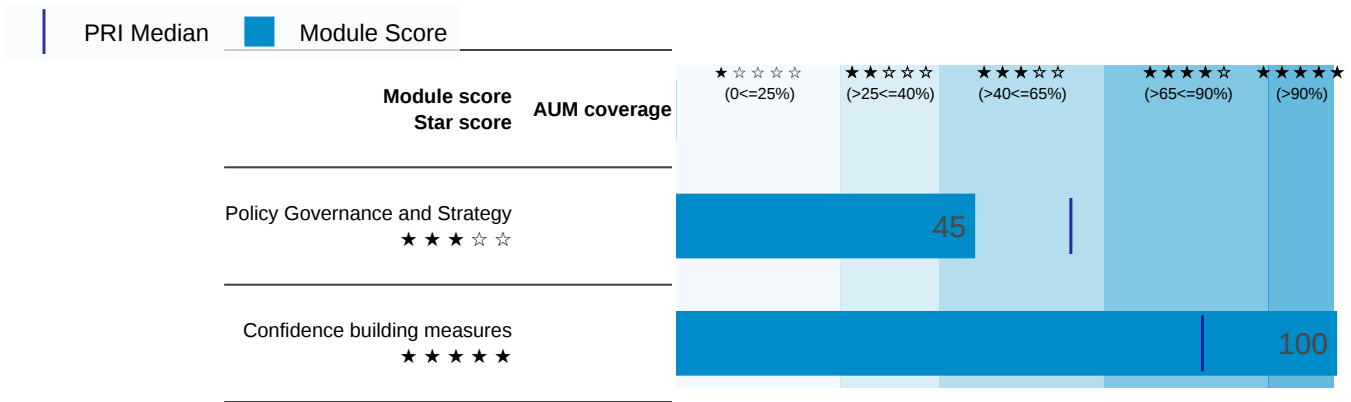 PRI Median Module Score
★☆☆☆☆ ★★☆☆☆ ★★★☆☆ ★★★★☆ ★★★★★
(0<=25%) (>25<=40%) (>40<=65%) (>65<=90%) (>90%)
Module score
Star score AUM coverage
Policy Governance and Strategy
★★★☆☆
45
Confidence building measures
★★★★★
100